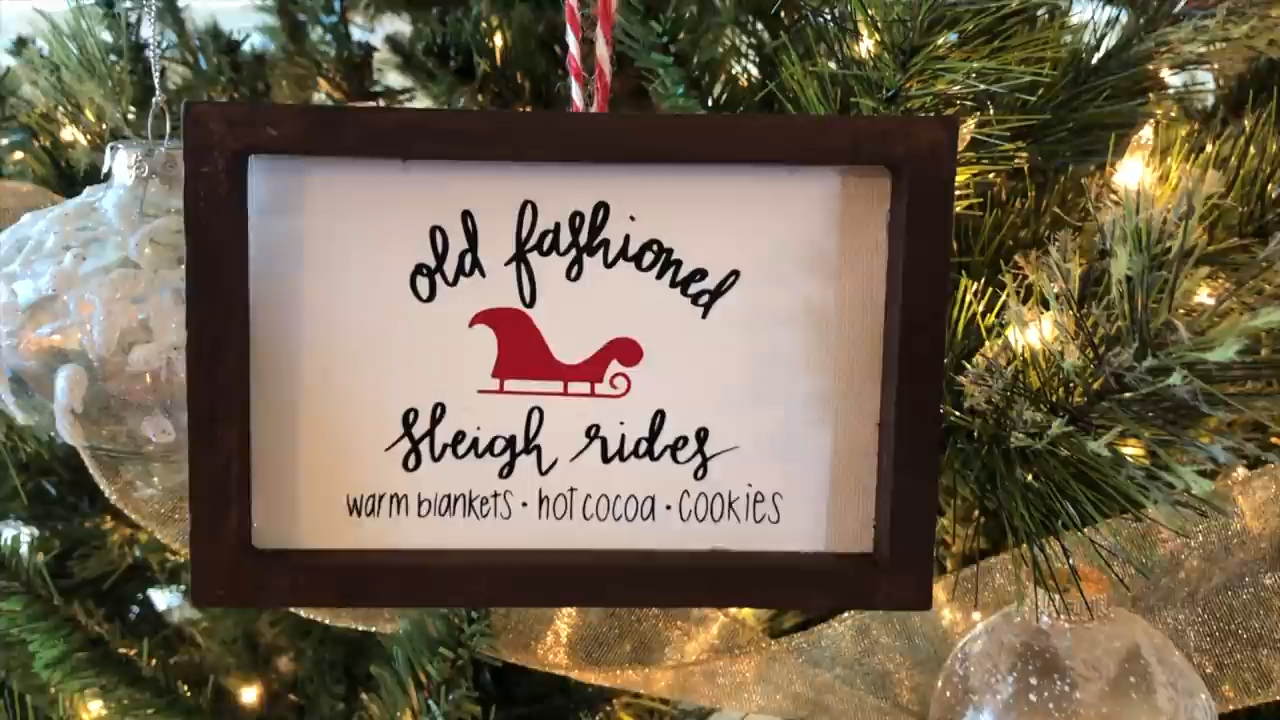 old fashioned
sleigh rides
warm blankets · hot cocoa · cookies